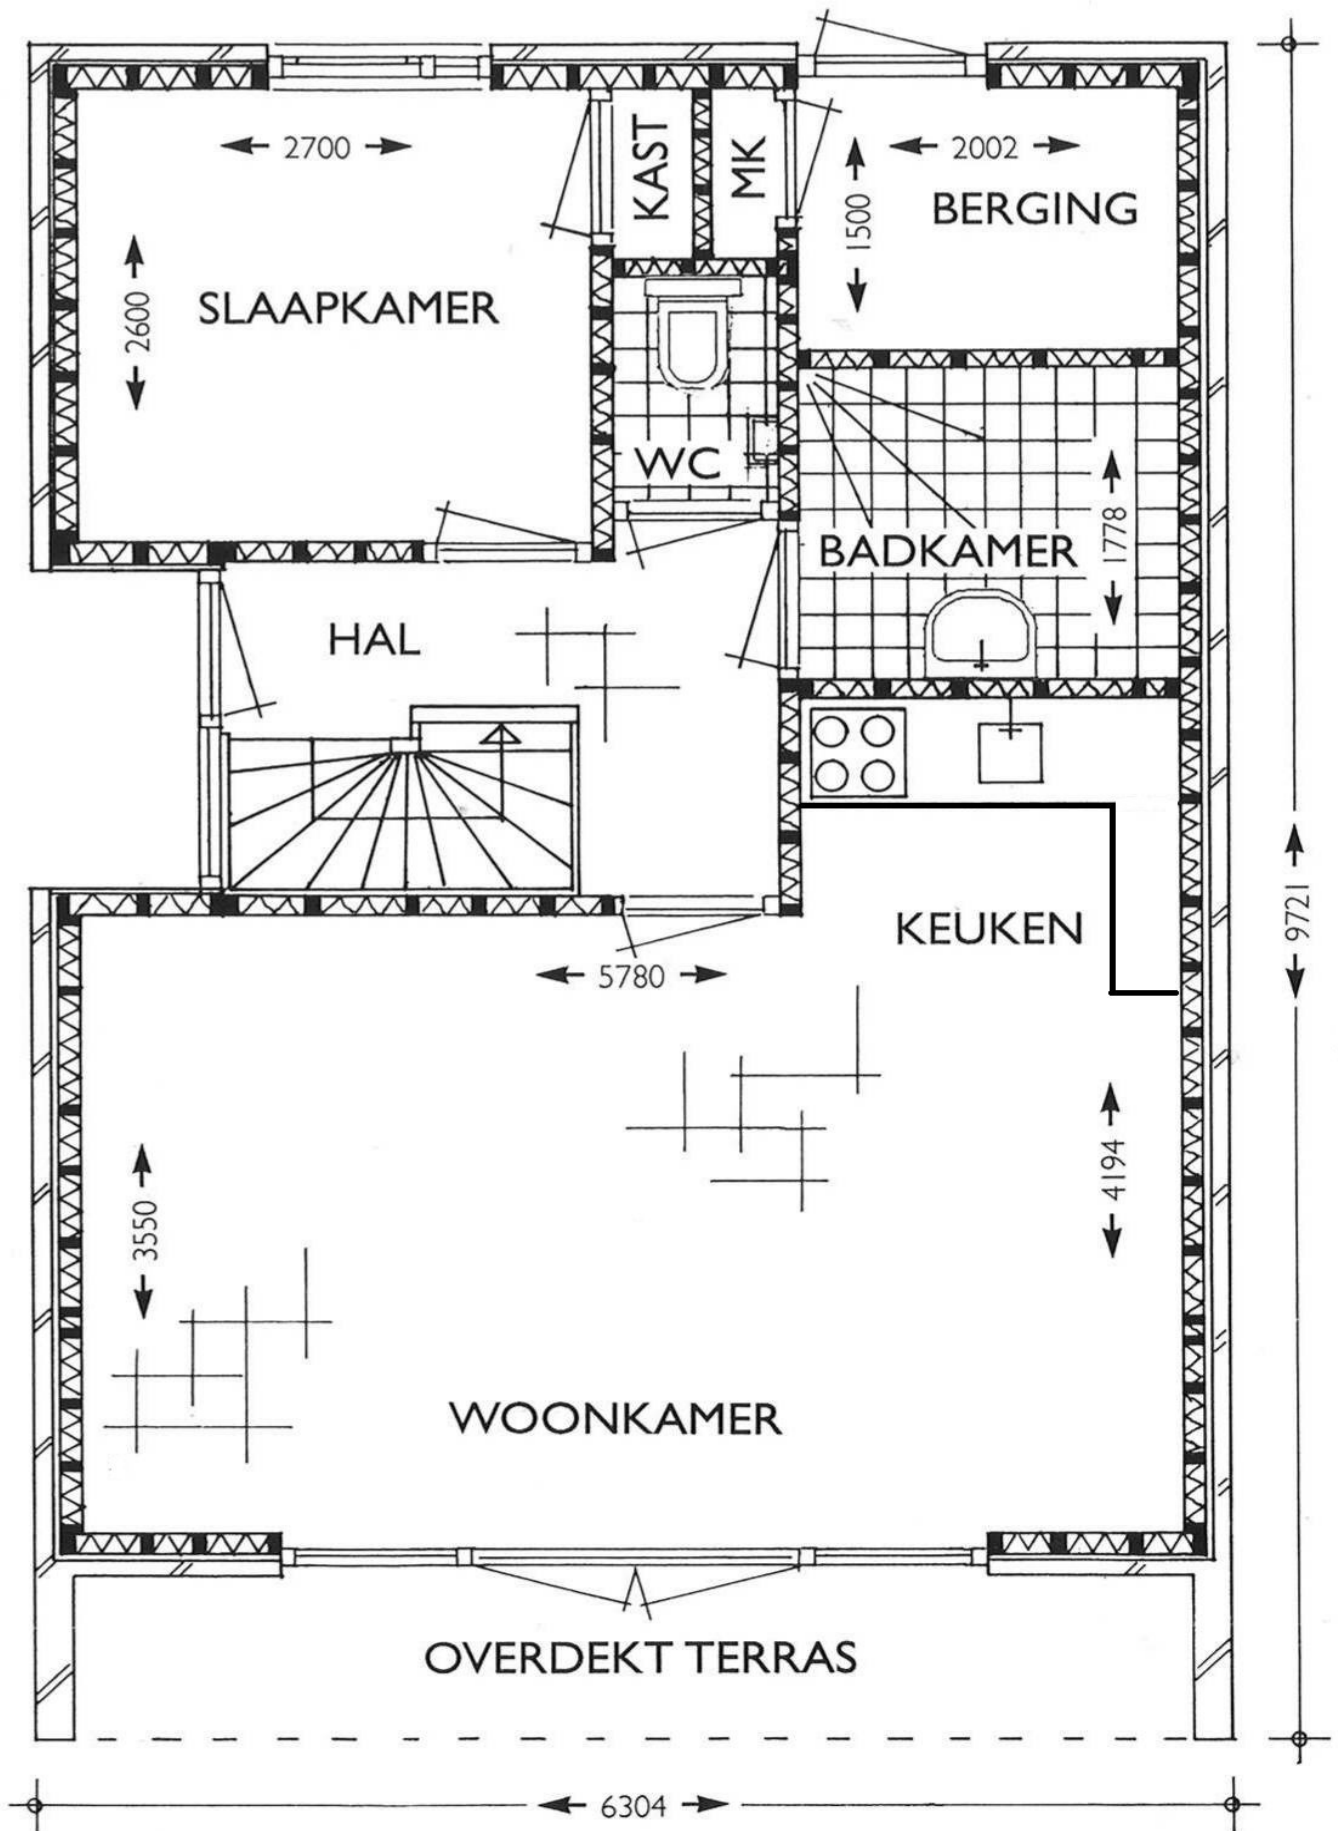 2700
KAST
MK
2002
1500
BERGING
2600
SLAAPKAMER
WC
1778
BADKAMER
HAL
KEUKEN
9721
5780
4194
3550
WOONKAMER
OVERDEKT TERRAS
6304